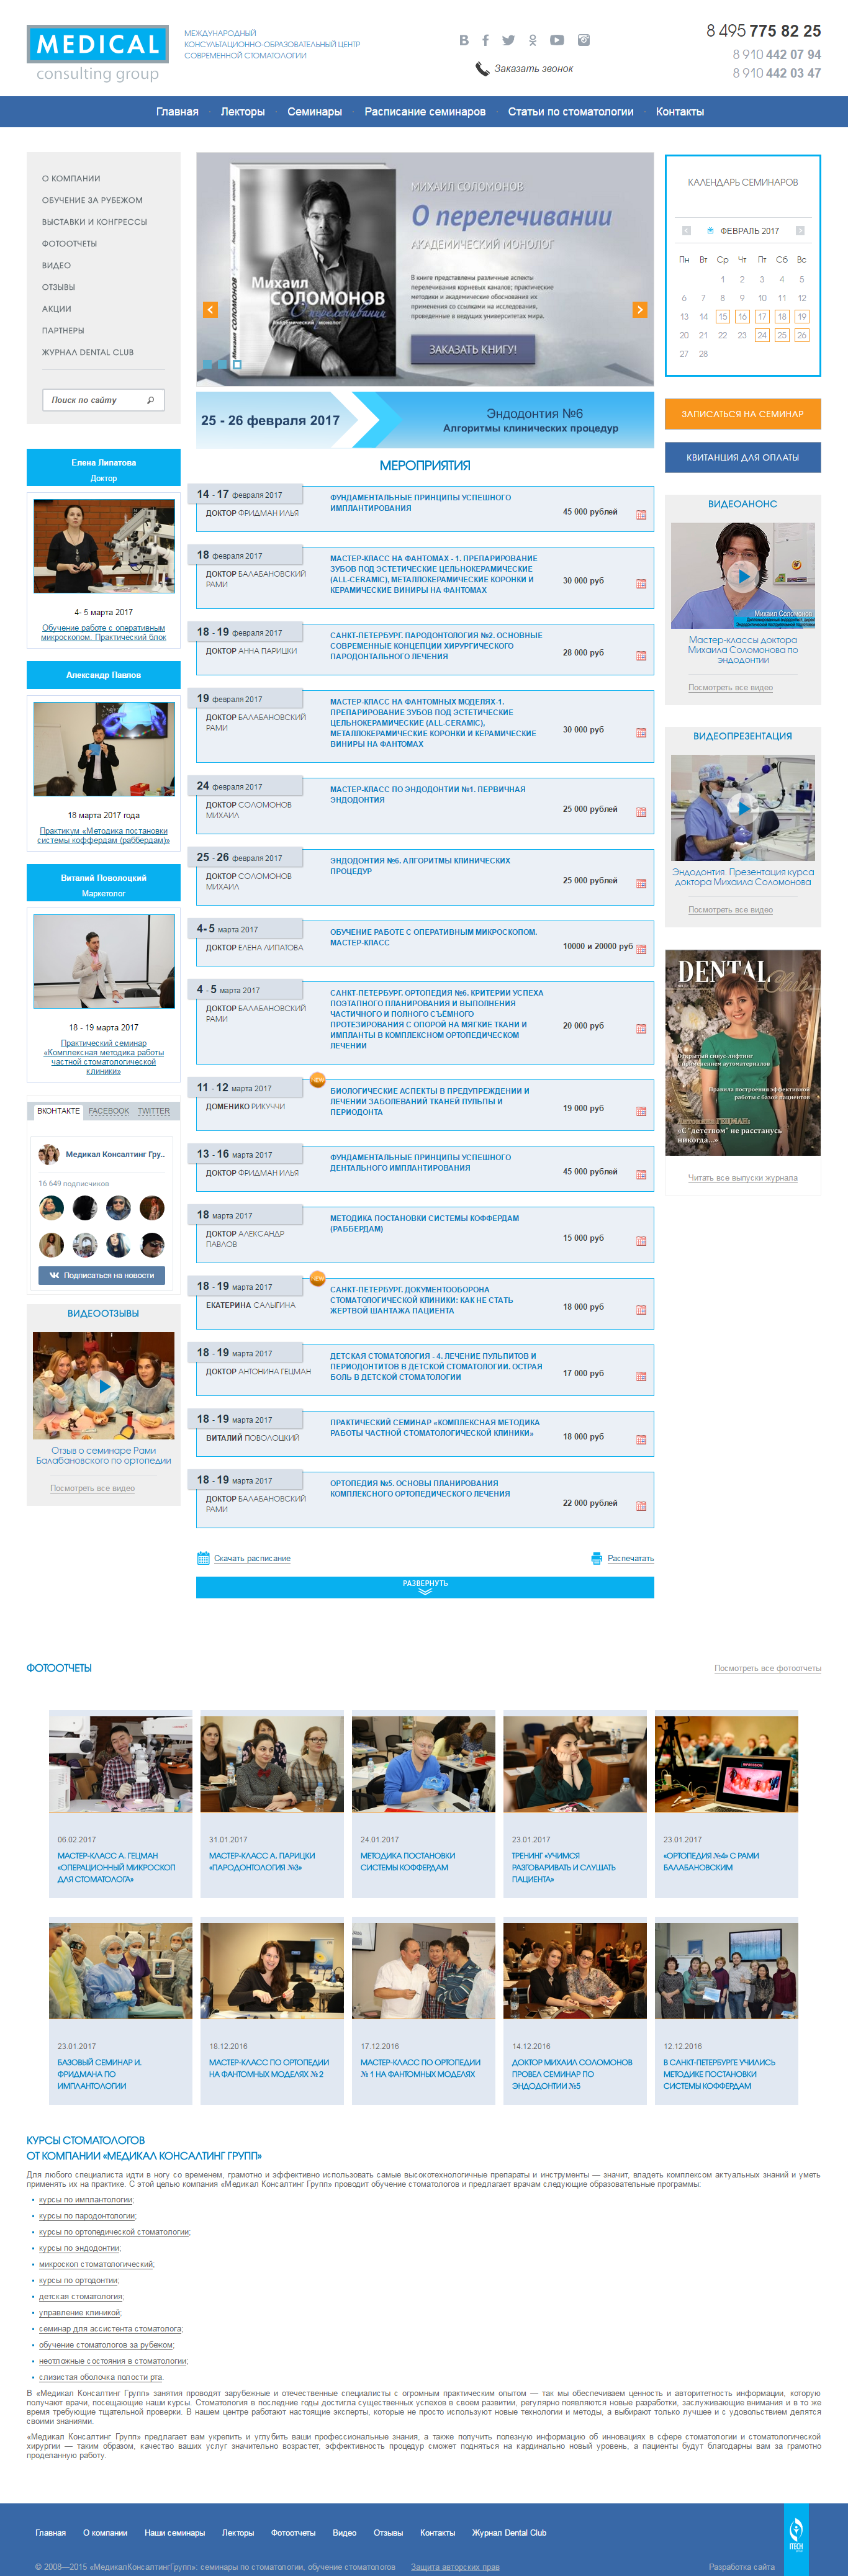 MEDICAL
consulting group
МЕЖДУНАРОДНЫЙ
КОНСУЛЬТАЦИОННО-ОБРАЗОВАТЕЛЬНЫЙ ЦЕНТР
СОВРЕМЕННОЙ СТОМАТОЛОГИИ
Заказать звонок
8 495 775 82 25
8 910 442 07 94
8 910 442 03 47
Главная Лекторы Семинары Расписание семинаров Статьи по стоматологии Контакты
О КОМПАНИИ
ОБУЧЕНИЕ ЗА РУБЕЖОМ
ВЫСТАВКИ И КОНГРЕССЫ
ФОТООТЧЕТЫ
ВИДЕО
ОТЗЫВЫ
АКЦИИ
ПАРТНЕРЫ
ЖУРНАЛ DENTAL CLUB
Поиск по сайту
Елена Липатова
Доктор
4- 5 марта 2017
Обучение работе с оперативным
микроскопом. Практический блок
Александр Павлов
18 марта 2017 года
Практикум «Методика постановки
системы коффердам (раббердам)»
Виталий Поволоцкий
Маркетолог
18 - 19 марта 2017
Практический семинар
«Комплексная методика работы
частной стоматологической
клиники»
ВКОНТАКТЕ FACEBOOK TWITTER
Медикал Консалтинг Гру..
16 649 подписчиков
Подписаться на новости
ВИДЕООТЗЫВЫ
Отзыв о семинаре Рами
Балабановского по ортопедии
Посмотреть все видео
МИХАИЛ СОЛОМОНОВ
О перелечивании
АКАДЕМИЧЕСКИЙ МОНОЛОГ
Михаил
СОЛОМОНОВ
О перелечивании
академический монолог
В книге представлены различные аспекты
перелечивания корневых каналов; практические
методики и академические обоснования их
применения со ссылками на исследования,
проведенные в ведущих университетах мира.
ЗАКАЗАТЬ КНИГУ!
25 - 26 февраля 2017
Эндодонтия №6
Алгоритмы клинических процедур
МЕРОПРИЯТИЯ
14 - 17 февраля 2017
ДОКТОР ФРИДМАН ИЛЬЯ
ФУНДАМЕНТАЛЬНЫЕ ПРИНЦИПЫ УСПЕШНОГО
ИМПЛАНТИРОВАНИЯ
45 000 рублей
18 февраля 2017
ДОКТОР БАЛАБАНОВСКИЙ
РАМИ
МАСТЕР-КЛАСС НА ФАНТОМАХ - 1. ПРЕПАРИРОВАНИЕ
ЗУБОВ ПОД ЭСТЕТИЧЕСКИЕ ЦЕЛЬНОКЕРАМИЧЕСКИЕ
(ALL-CERAMIC), МЕТАЛЛОКЕРАМИЧЕСКИЕ КОРОНКИ И
КЕРАМИЧЕСКИЕ ВИНИРЫ НА ФАНТОМАХ
30 000 руб
18 - 19 февраля 2017
ДОКТОР АННА ПАРИЦКИ
САНКТ-ПЕТЕРБУРГ. ПАРОДОНТОЛОГИЯ №2. ОСНОВНЫЕ
СОВРЕМЕННЫЕ КОНЦЕПЦИИ ХИРУРГИЧЕСКОГО
ПАРОДОНТАЛЬНОГО ЛЕЧЕНИЯ
28 000 руб
19 февраля 2017
ДОКТОР БАЛАБАНОВСКИЙ
РАМИ
МАСТЕР-КЛАСС НА ФАНТОМНЫХ МОДЕЛЯХ-1.
ПРЕПАРИРОВАНИЕ ЗУБОВ ПОД ЭСТЕТИЧЕСКИЕ
ЦЕЛЬНОКЕРАМИЧЕСКИЕ (ALL-CERAMIC),
МЕТАЛЛОКЕРАМИЧЕСКИЕ КОРОНКИ И КЕРАМИЧЕСКИЕ
ВИНИРЫ НА ФАНТОМАХ
30 000 руб
24 февраля 2017
ДОКТОР СОЛОМОНОВ
МИХАИЛ
МАСТЕР-КЛАСС ПО ЭНДОДОНТИИ №1. ПЕРВИЧНАЯ
ЭНДОДОНТИЯ
25 000 рублей
25 - 26 февраля 2017
ДОКТОР СОЛОМОНОВ
МИХАИЛ
ЭНДОДОНТИЯ №6. АЛГОРИТМЫ КЛИНИЧЕСКИХ
ПРОЦЕДУР
25 000 рублей
4- 5 марта 2017
ДОКТОР ЕЛЕНА ЛИПАТОВА
ОБУЧЕНИЕ РАБОТЕ С ОПЕРАТИВНЫМ МИКРОСКОПОМ.
МАСТЕР-КЛАСС
10000 и 20000 руб
4 - 5 марта 2017
ДОКТОР БАЛАБАНОВСКИЙ
РАМИ
САНКТ-ПЕТЕРБУРГ. ОРТОПЕДИЯ №6. КРИТЕРИИ УСПЕХА
ПОЭТАПНОГО ПЛАНИРОВАНИЯ И ВЫПОЛНЕНИЯ
ЧАСТИЧНОГО И ПОЛНОГО СЪЁМНОГО
ПРОТЕЗИРОВАНИЯ С ОПОРОЙ НА МЯГКИЕ ТКАНИ И
ИМПЛАНТЫ В КОМПЛЕКСНОМ ОРТОПЕДИЧЕСКОМ
ЛЕЧЕНИИ
20 000 руб
11 - 12 марта 2017
ДОМЕНИКО РИКУЧЧИ
БИОЛОГИЧЕСКИЕ АСПЕКТЫ В ПРЕДУПРЕЖДЕНИИ И
ЛЕЧЕНИИ ЗАБОЛЕВАНИЙ ТКАНЕЙ ПУЛЬПЫ И
ПЕРИОДОНТА
19 000 руб
13 - 16 марта 2017
ДОКТОР ФРИДМАН ИЛЬЯ
ФУНДАМЕНТАЛЬНЫЕ ПРИНЦИПЫ УСПЕШНОГО
ДЕНТАЛЬНОГО ИМПЛАНТИРОВАНИЯ
45 000 рублей
18 марта 2017
ДОКТОР АЛЕКСАНДР
ПАВЛОВ
МЕТОДИКА ПОСТАНОВКИ СИСТЕМЫ КОФФЕРДАМ
(РАББЕРДАМ)
15 000 руб
18 - 19 марта 2017
ЕКАТЕРИНА САЛЫГИНА
САНКТ-ПЕТЕРБУРГ. ДОКУМЕНТООБОРОНА
СТОМАТОЛОГИЧЕСКОЙ КЛИНИКИ: КАК НЕ СТАТЬ
ЖЕРТВОЙ ШАНТАЖА ПАЦИЕНТА
18 000 руб
18 - 19 марта 2017
ДОКТОР АНТОНИНА ГЕЦМАН
ДЕТСКАЯ СТОМАТОЛОГИЯ - 4. ЛЕЧЕНИЕ ПУЛЬПИТОВ И
ПЕРИОДОНТИТОВ В ДЕТСКОЙ СТОМАТОЛОГИИ. ОСТРАЯ
БОЛЬ В ДЕТСКОЙ СТОМАТОЛОГИИ
17 000 руб
18 - 19 марта 2017
ВИТАЛИЙ ПОВОЛОЦКИЙ
ПРАКТИЧЕСКИЙ СЕМИНАР «КОМПЛЕКСНАЯ МЕТОДИКА
РАБОТЫ ЧАСТНОЙ СТОМАТОЛОГИЧЕСКОЙ КЛИНИКИ»
18 000 руб
18 - 19 марта 2017
ДОКТОР БАЛАБАНОВСКИЙ
РАМИ
ОРТОПЕДИЯ №5. ОСНОВЫ ПЛАНИРОВАНИЯ
КОМПЛЕКСНОГО ОРТОПЕДИЧЕСКОГО ЛЕЧЕНИЯ
22 000 рублей
Скачать расписание
Распечатать
РАЗВЕРНУТЬ
КАЛЕНДАРЬ СЕМИНАРОВ
ФЕВРАЛЬ 2017
Пн Вт Ср Чт Пт Сб Вс
1 2 3 4 5
6 7 8 9 10 11 12
13 14 15 16 17 18 19
20 21 22 23 24 25 26
27 28
ЗАПИСАТЬСЯ НА СЕМИНАР
КВИТАНЦИЯ ДЛЯ ОПЛАТЫ
ВИДЕОАНОНС
Михаил Соломонов
Мастер-классы доктора
Михаила Соломонова по
эндодонтии
Посмотреть все видео
ВИДЕОПРЕЗЕНТАЦИЯ
Эндодонтия. Презентация курса
доктора Михаила Соломонова
Посмотреть все видео
DENTAL
Club
Открытый синус-лифтинг
с применением аутоматериалов
Правила построения эффективной
работы с базой пациентов
Антонина ГЕЦМАН:
«С "детством" не расстанусь
никогда...»
Читать все выпуски журнала
ФОТООТЧЕТЫ
Посмотреть все фотоотчеты
06.02.2017
МАСТЕР-КЛАСС А. ГЕЦМАН
«ОПЕРАЦИОННЫЙ МИКРОСКОП
ДЛЯ СТОМАТОЛОГА»
31.01.2017
МАСТЕР-КЛАСС А. ПАРИЦКИ
«ПАРОДОНТОЛОГИЯ №3»
24.01.2017
МЕТОДИКА ПОСТАНОВКИ
СИСТЕМЫ КОФФЕРДАМ
23.01.2017
ТРЕНИНГ «УЧИМСЯ
РАЗГОВАРИВАТЬ И СЛУШАТЬ
ПАЦИЕНТА»
23.01.2017
«ОРТОПЕДИЯ №4» С РАМИ
БАЛАБАНОВСКИМ
23.01.2017
БАЗОВЫЙ СЕМИНАР И.
ФРИДМАНА ПО
ИМПЛАНТОЛОГИИ
18.12.2016
МАСТЕР-КЛАСС ПО ОРТОПЕДИИ
НА ФАНТОМНЫХ МОДЕЛЯХ № 2
17.12.2016
МАСТЕР-КЛАСС ПО ОРТОПЕДИИ
№ 1 НА ФАНТОМНЫХ МОДЕЛЯХ
14.12.2016
ДОКТОР МИХАИЛ СОЛОМОНОВ
ПРОВЕЛ СЕМИНАР ПО
ЭНДОДОНТИИ №5
12.12.2016
В САНКТ-ПЕТЕРБУРГЕ УЧИЛИСЬ
МЕТОДИКЕ ПОСТАНОВКИ
СИСТЕМЫ КОФФЕРДАМ
КУРСЫ СТОМАТОЛОГОВ
ОТ КОМПАНИИ «МЕДИКАЛ КОНСАЛТИНГ ГРУПП»
Для любого специалиста идти в ногу со временем, грамотно и эффективно использовать самые высокотехнологичные препараты и инструменты — значит, владеть комплексом актуальных знаний и уметь
применять их на практике. С этой целью компания «Медикал Консалтинг Групп» проводит обучение стоматологов и предлагает врачам следующие образовательные программы:
• курсы по имплантологии;
• курсы по пародонтологии;
• курсы по ортопедической стоматологии;
• курсы по эндодонтии;
• микроскоп стоматологический;
• курсы по ортодонтии;
• детская стоматология;
• управление клиникой;
• семинар для ассистента стоматолога;
• обучение стоматологов за рубежом;
• неотложные состояния в стоматологии;
• слизистая оболочка полости рта.
В «Медикал Консалтинг Групп» занятия проводят зарубежные и отечественные специалисты с огромным практическим опытом — так мы обеспечиваем ценность и авторитетность информации, которую
получают врачи, посещающие наши курсы. Стоматология в последние годы достигла существенных успехов в своем развитии, регулярно появляются новые разработки, заслуживающие внимания и в то же
время требующие тщательной проверки. В нашем центре работают настоящие эксперты, которые не просто используют новые технологии и методы, а выбирают только лучшее и с удовольствием делятся
своими знаниями.
«Медикал Консалтинг Групп» предлагает вам укрепить и углубить ваши профессиональные знания, а также получить полезную информацию об инновациях в сфере стоматологии и стоматологической
хирургии — таким образом, качество ваших услуг значительно возрастет, эффективность процедур сможет подняться на кардинально новый уровень, а пациенты будут благодарны вам за грамотно
проделанную работу.
Главная О компании Наши семинары Лекторы Фотоотчеты Видео Отзывы Контакты Журнал Dental Club
© 2008—2015 «МедикалКонсалтингГрупп»: семинары по стоматологии, обучение стоматологов Защита авторских прав
Разработка сайта
ITECH